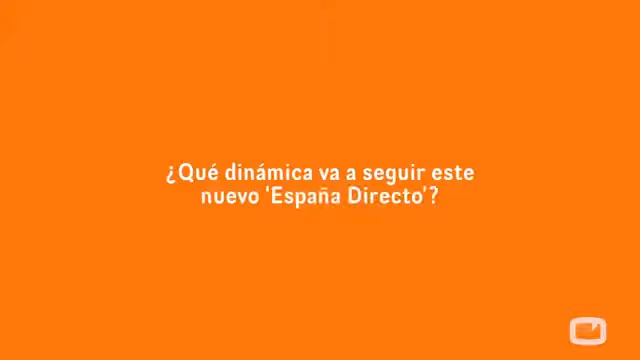 ¿Qué dinámica va a seguir este
nuevo 'España Directo'?